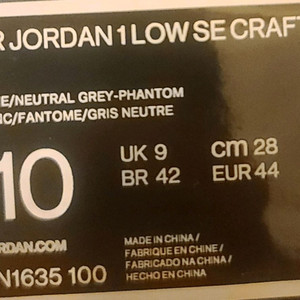 R JORDAN 1 LOW SE CRAFT
E/NEUTRAL GREY-PHANTOM
NC/FANTOME/GRIS NEUTRE
10
UK 9
BR 42
cm 28
EUR 44
RDAN.COM
N1635 100
MADE IN CHINA /
FABRIQUE EN CHINE /
FABRICADO NA CHINA /
HECHO EN CHINA